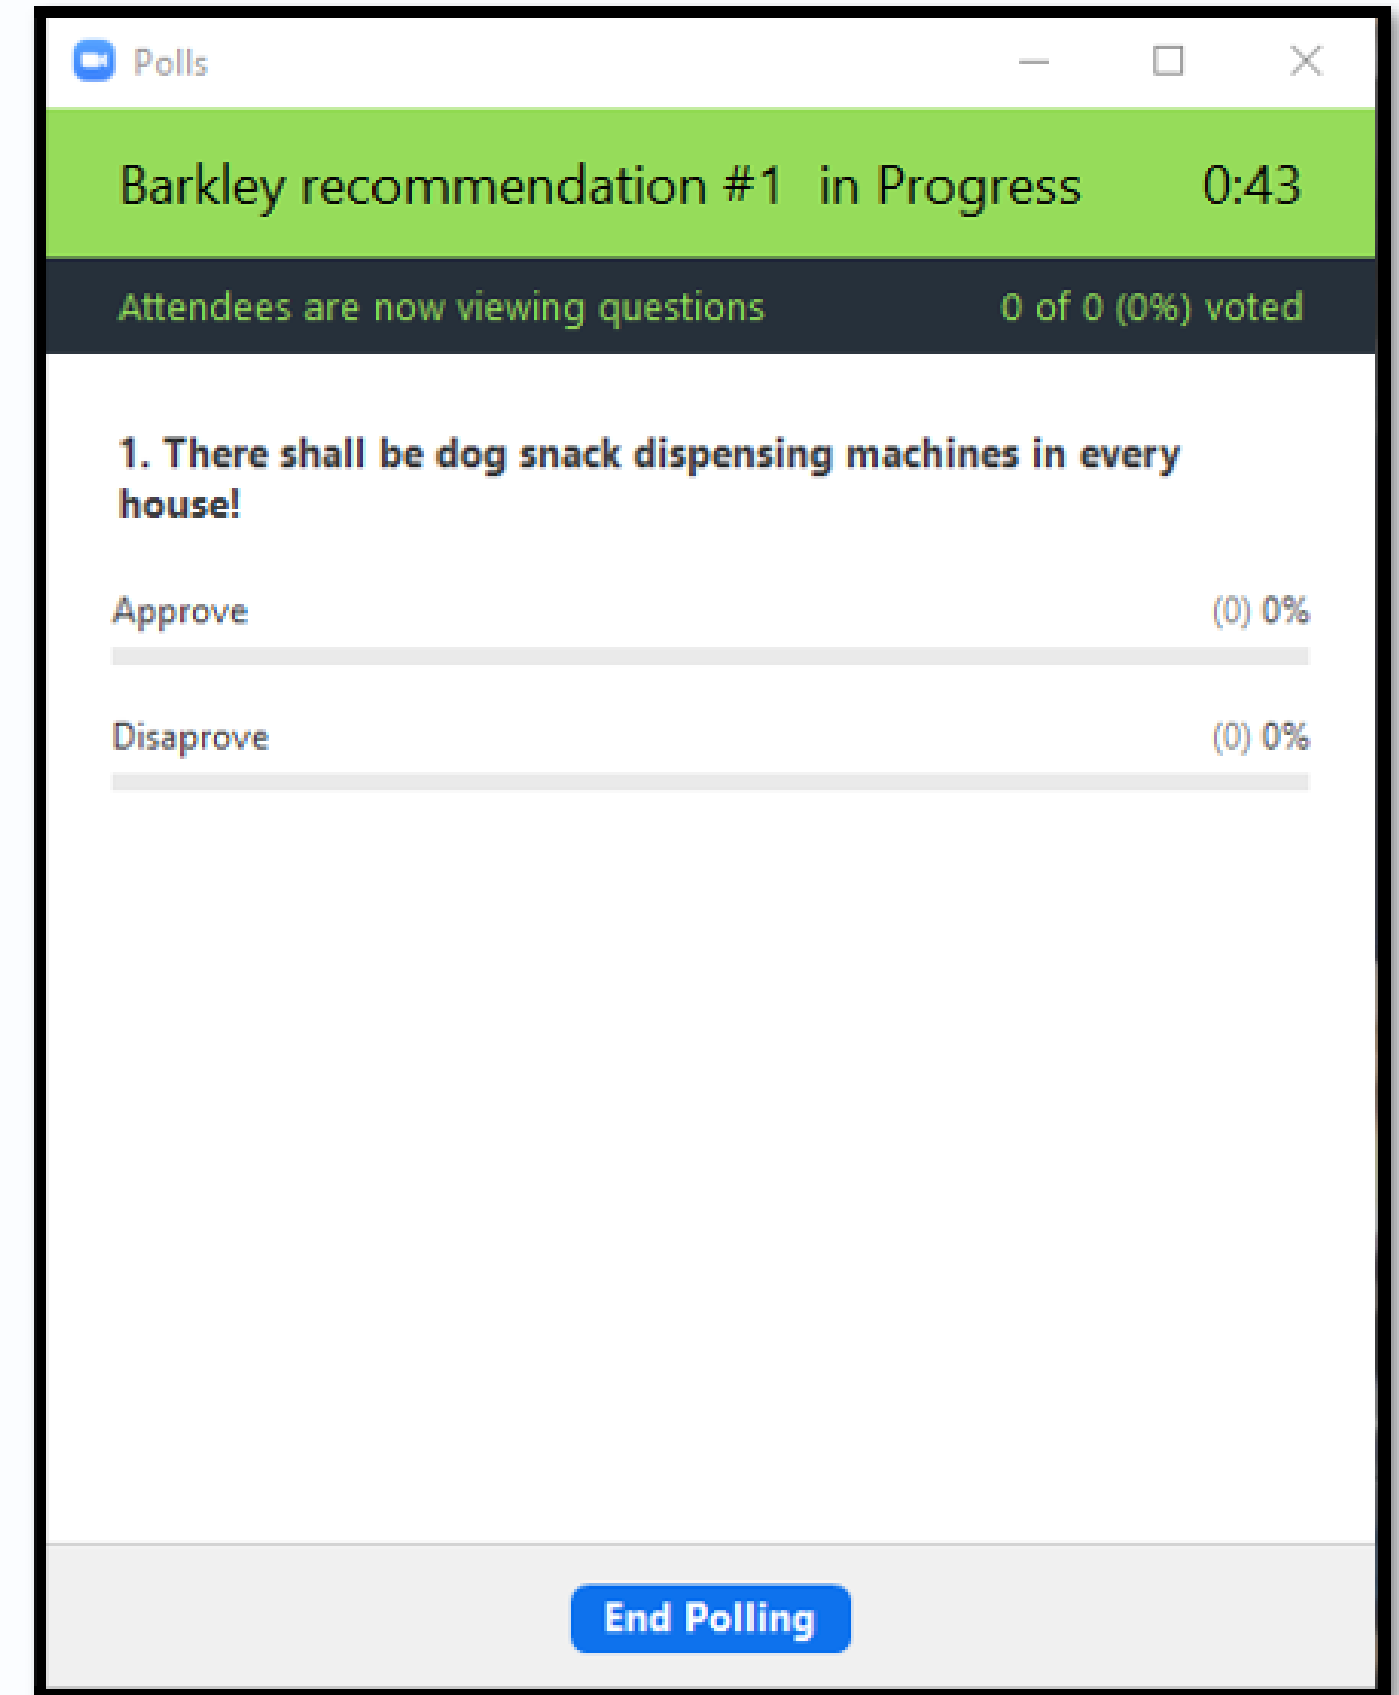 Polls
Barkley recommendation #1 in Progress 0:43
Attendees are now viewing questions 0 of 0 (0%) voted
1. There shall be dog snack dispensing machines in every
house!
Approve (0) 0%
Disaprove (0) 0%
End Polling